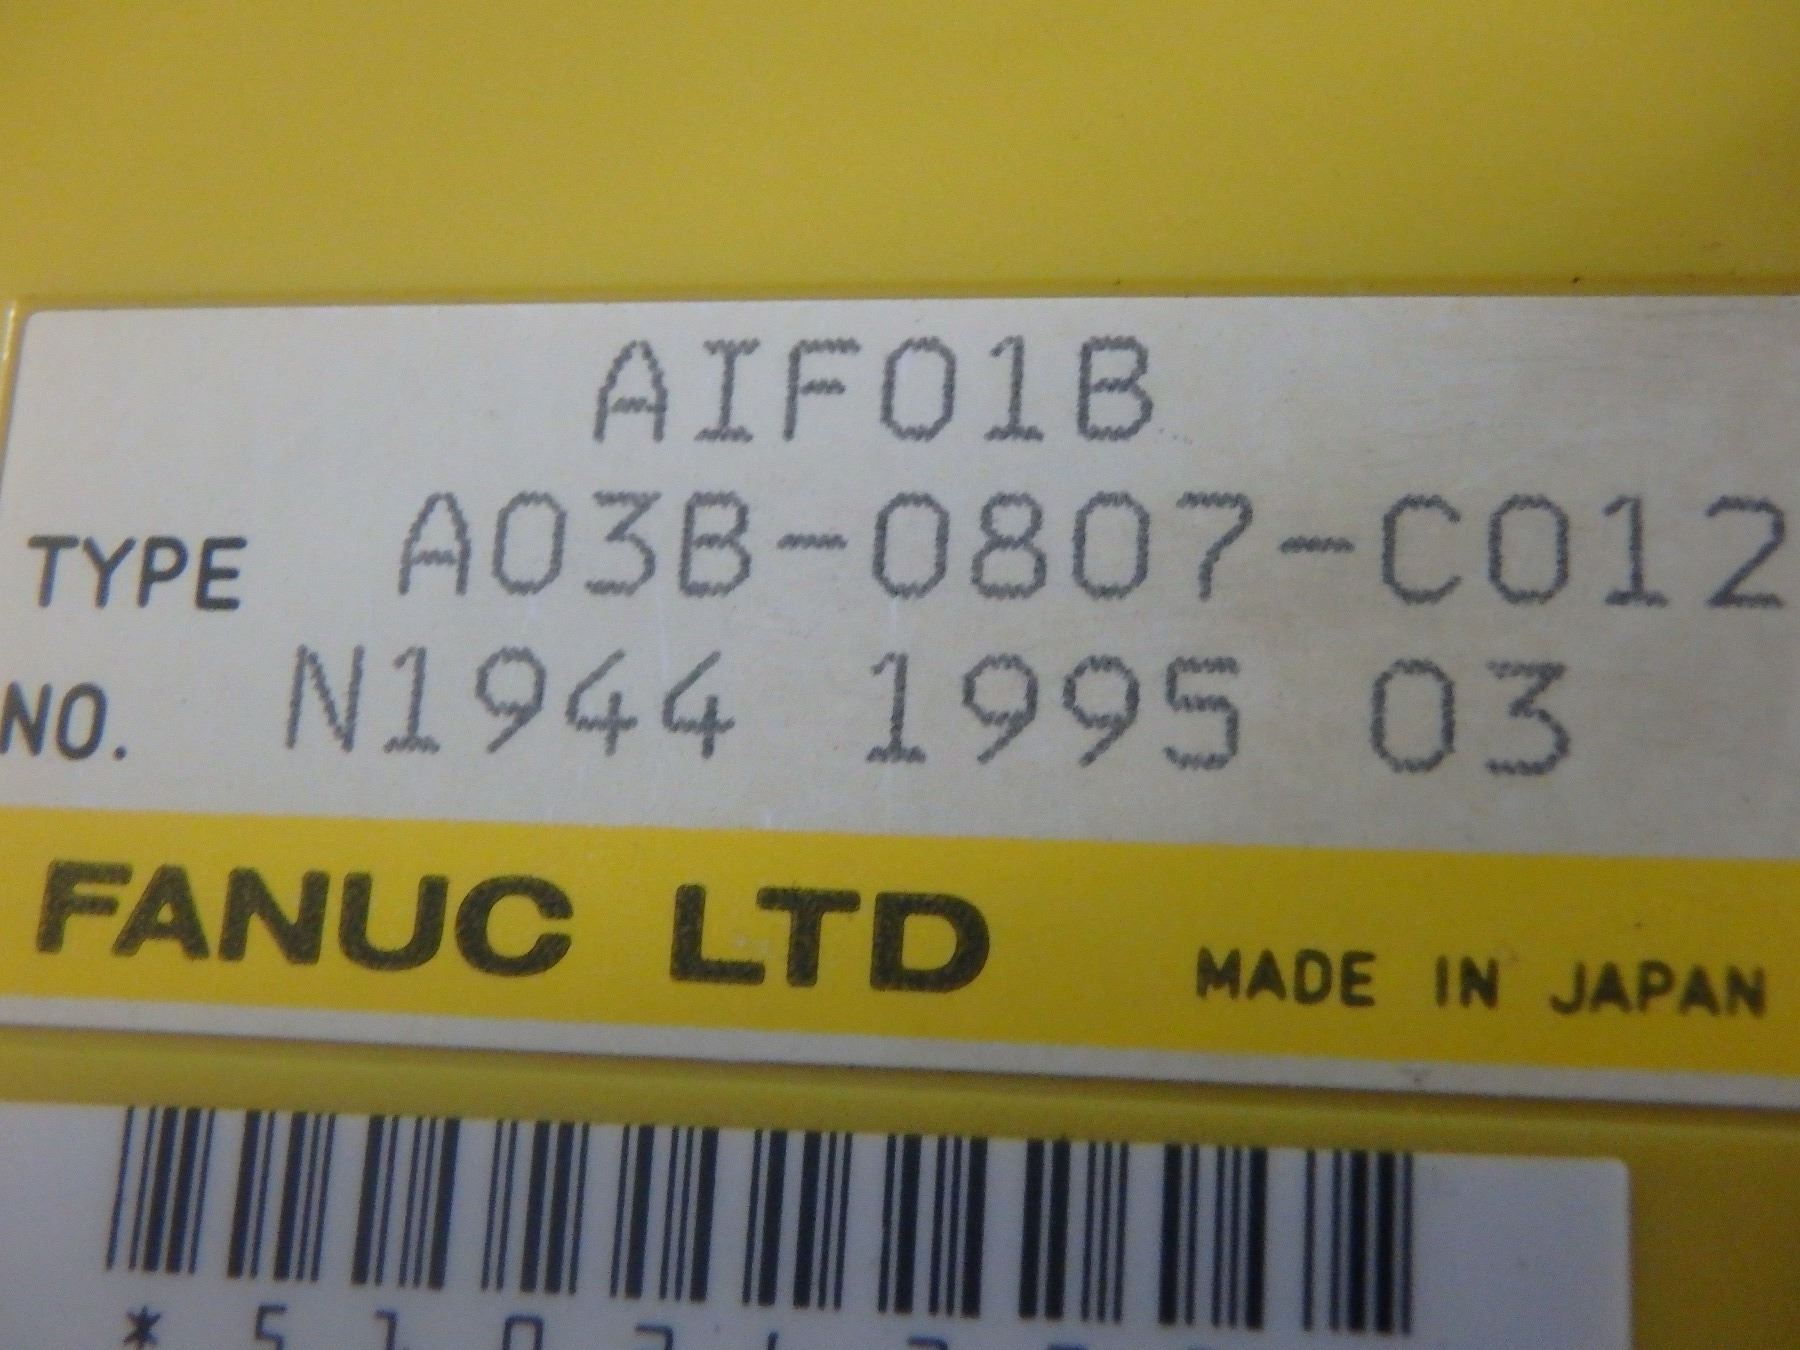 AIF01B
TYPE A03B-0807-C012
NO. N1944 1995 03
FANUC LTD MADE IN JAPAN